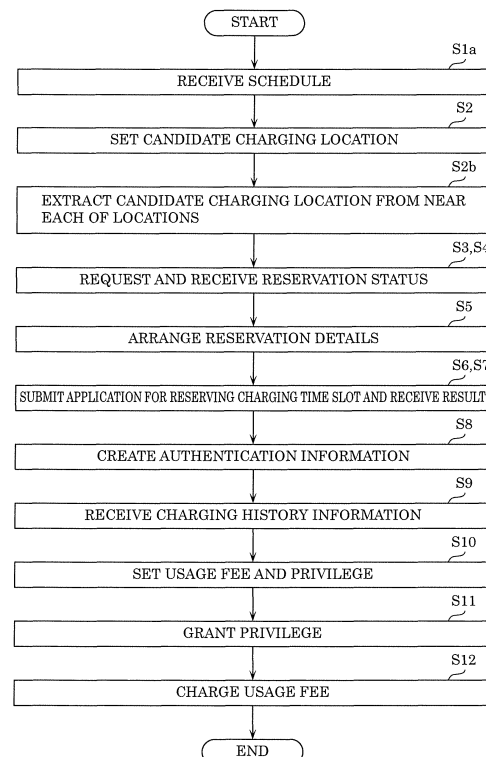 START
S1a
RECEIVE SCHEDULE
S2
SET CANDIDATE CHARGING LOCATION
S2b
EXTRACT CANDIDATE CHARGING LOCATION FROM NEAR
EACH OF LOCATIONS
S3,S4
REQUEST AND RECEIVE RESERVATION STATUS
S5
ARRANGE RESERVATION DETAILS
S6,S7
SUBMIT APPLICATION FOR RESERVING CHARGING TIME SLOT AND RECEIVE RESULT
S8
CREATE AUTHENTICATION INFORMATION
S9
RECEIVE CHARGING HISTORY INFORMATION
S10
SET USAGE FEE AND PRIVILEGE
S11
GRANT PRIVILEGE
S12
CHARGE USAGE FEE
END